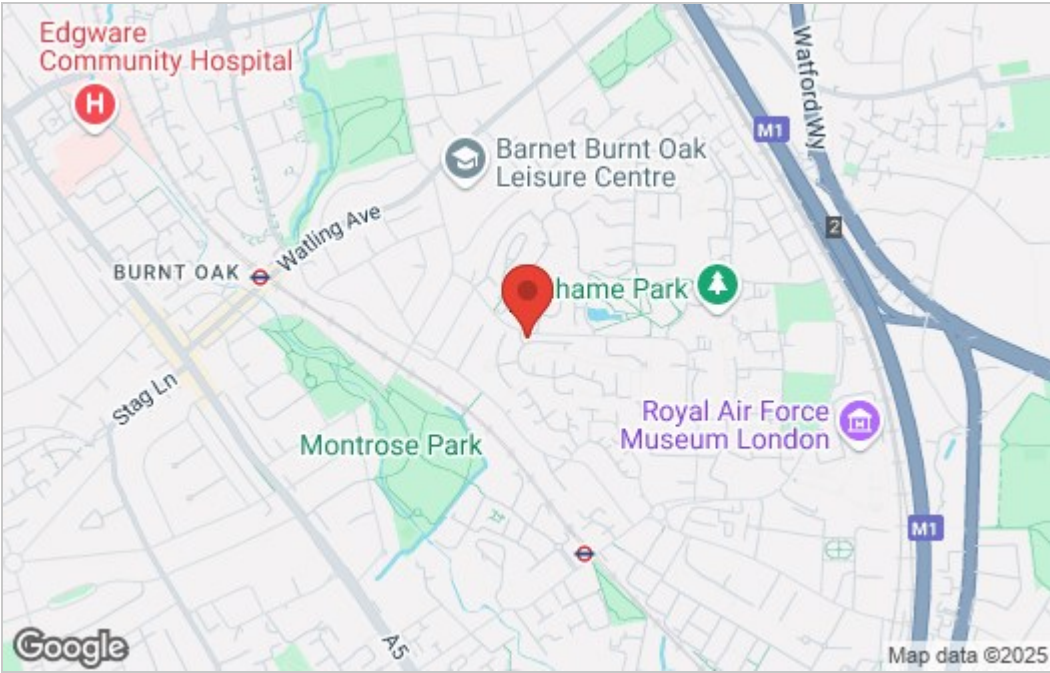 Edgware
Community Hospital
H
Watford Wy
M1
Barnet Burnt Oak
Leisure Centre
Watling Ave
2
BURNT OAK
hame Park
Stag Ln
Royal Air Force
Museum London
Montrose Park
M1
A5
Google
Map data ©2025